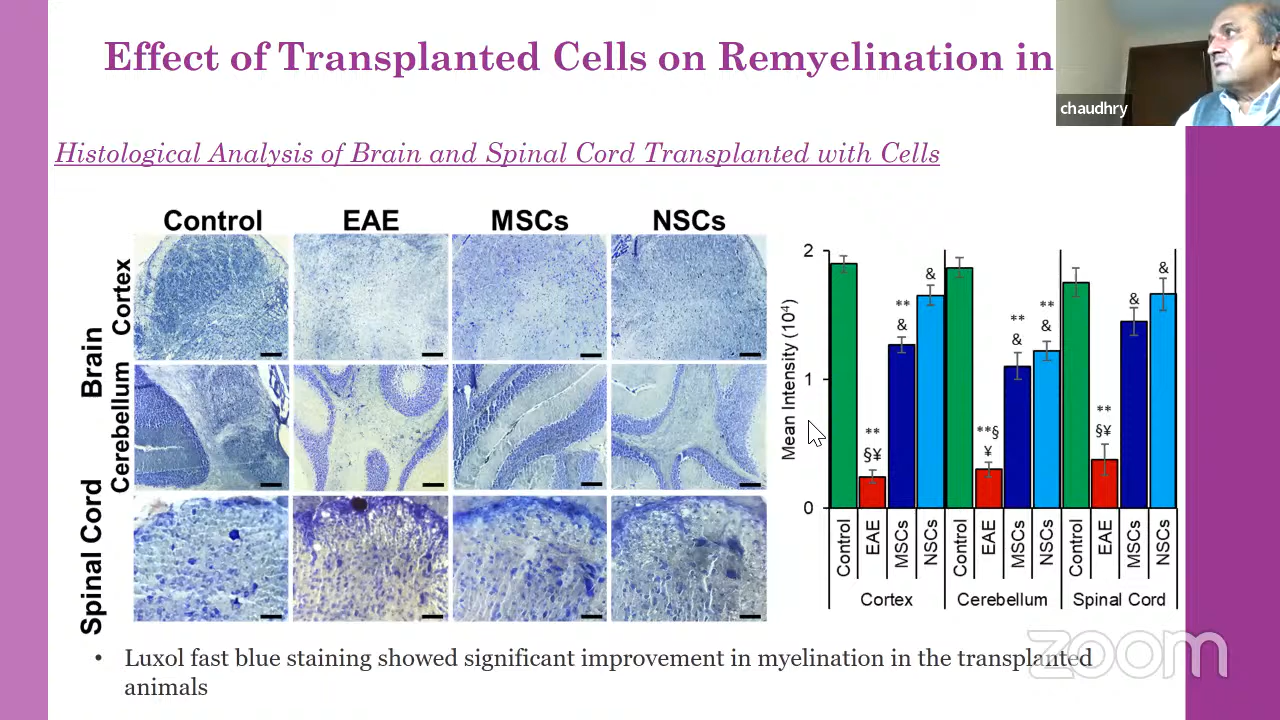 Effect of Transplanted Cells on Remyelination in
chaudhry
Histological Analysis of Brain and Spinal Cord Transplanted with Cells
Control EAE MSCs NSCs
Brain
Cortex
Cerebellum
Spinal Cord
Mean Intensity (10⁴)
2
1
0
** §¥
** &
&
**§ ¥
** &
** &
** §¥
&
&
Control EAE MSCs NSCs Control EAE MSCs NSCs Control EAE MSCs NSCs
Cortex Cerebellum Spinal Cord
• Luxol fast blue staining showed significant improvement in myelination in the transplanted
animals
zoom